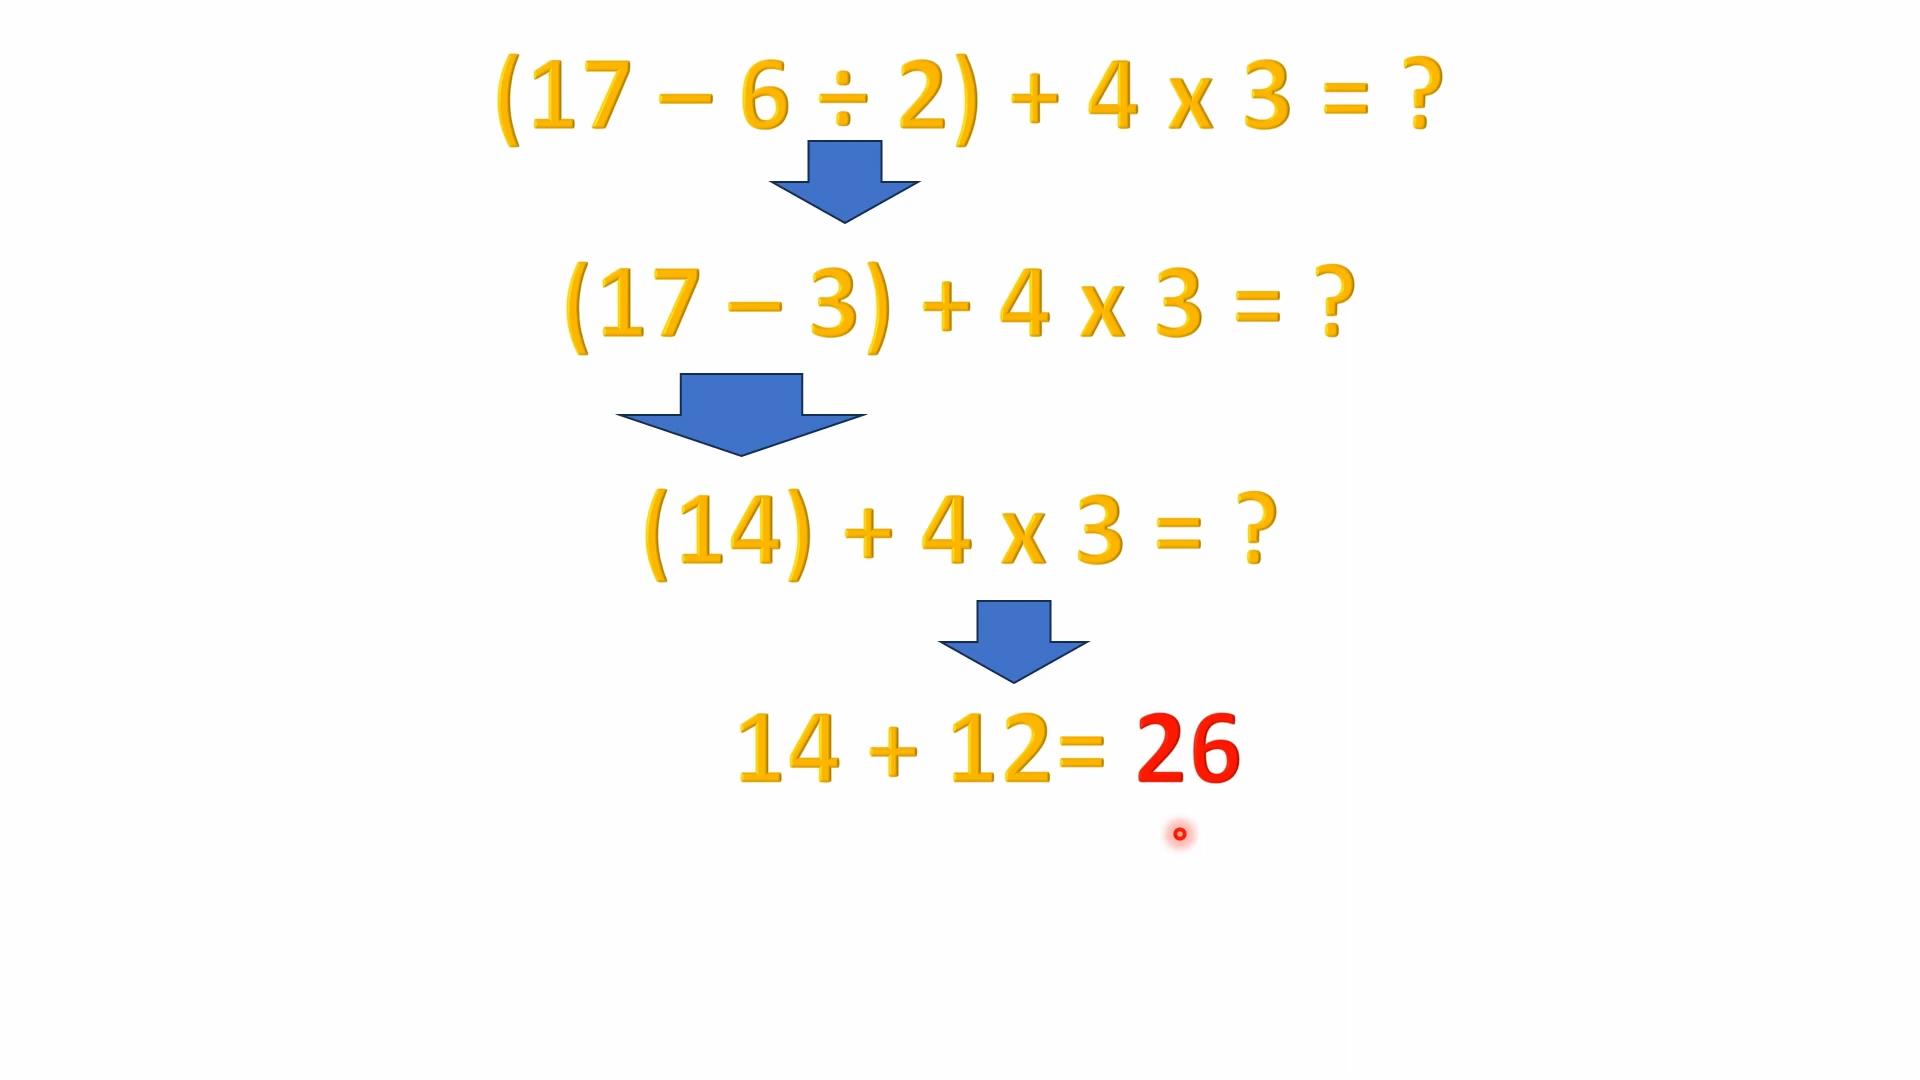 (17 – 6 ÷ 2) + 4 x 3 = ?
(17 – 3) + 4 x 3 = ?
(14) + 4 x 3 = ?
14 + 12= 26